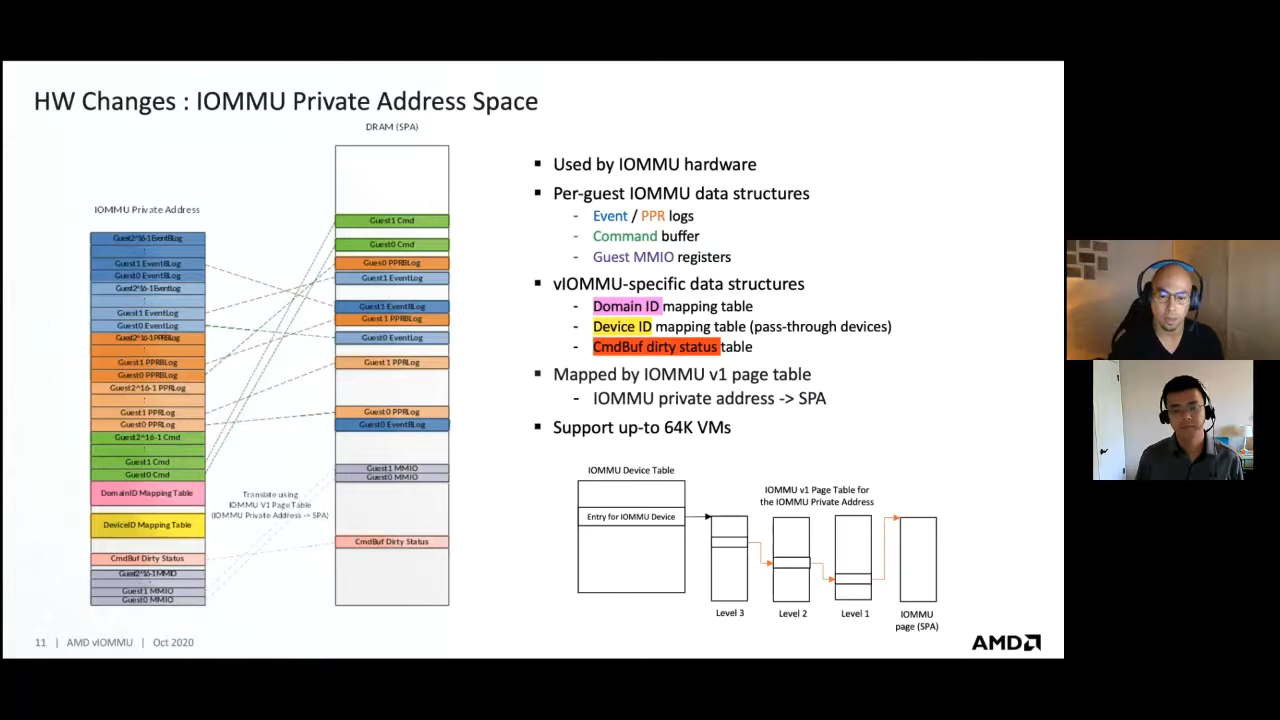 HW Changes : IOMMU Private Address Space
DRAM (SPA)
IOMMU Private Address
Guest2^16-1 EventBLog
:
Guest1 EventBLog
Guest0 EventBLog
Guest2^16-1 EventLog
:
Guest1 EventLog
Guest0 EventLog
Guest2^16-1 PPRBLog
:
Guest1 PPRBLog
Guest0 PPRBLog
Guest2^16-1 PPRLog
:
Guest1 PPRLog
Guest0 PPRLog
Guest2^16-1 Cmd
:
Guest1 Cmd
Guest0 Cmd
DomainID Mapping Table
DeviceID Mapping Table
CmdBuf Dirty Status
Guest2^16-1 MMIO
:
Guest1 MMIO
Guest0 MMIO
Translate using
IOMMU V1 Page Table
(IOMMU Private Address -> SPA)
Guest1 Cmd
Guest0 Cmd
Gues0 PPRBLog
Guest1 EventLog
Guest1 EventBLog
Guest 1 PPRBLog
Guest0 EventLog
Guest1 PPRLog
Guest0 PPRLog
Guest0 EventBLog
Guest1 MMIO
Guest0 MMIO
CmdBuf Dirty Status
▪ Used by IOMMU hardware
▪ Per-guest IOMMU data structures
- Event / PPR logs
- Command buffer
- Guest MMIO registers
▪ vIOMMU-specific data structures
- Domain ID mapping table
- Device ID mapping table (pass-through devices)
- CmdBuf dirty status table
▪ Mapped by IOMMU v1 page table
- IOMMU private address -> SPA
▪ Support up-to 64K VMs
IOMMU Device Table
Entry for IOMMU Device
IOMMU v1 Page Table for
the IOMMU Private Address
Level 3
Level 2
Level 1
IOMMU
page (SPA)
11 | AMD vIOMMU | Oct 2020
AMD